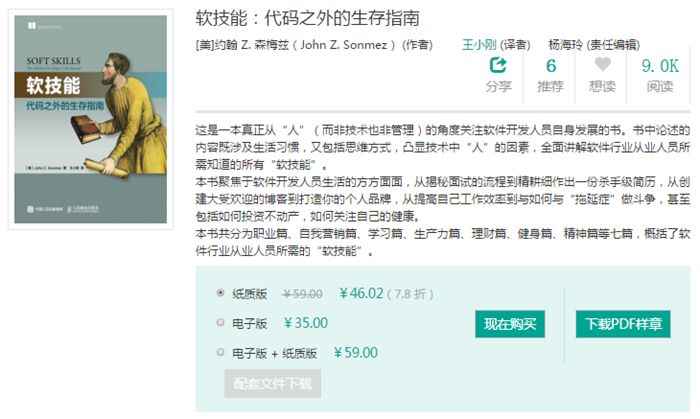 软技能：代码之外的生存指南
[美]约翰 Z. 森梅兹（John Z. Sonmez） (作者)  王小刚 (译者)  杨海玲 (责任编辑)
分享
6
推荐
想读
9.0K
阅读
SOFT SKILLS
软技能
代码之外的生存指南
[美] John Z. Sonmez 著 王小刚 译
这是一本真正从“人”（而非技术也非管理）的角度关注软件开发人员自身发展的书。书中论述的
内容既涉及生活习惯，又包括思维方式，凸显技术中“人”的因素，全面讲解软件行业从业人员所
需知道的所有“软技能”。
本书聚焦于软件开发人员生活的方方面面，从揭秘面试的流程到精耕细作出一份杀手级简历，从创
建大受欢迎的博客到打造你的个人品牌，从提高自己工作效率到与如何与“拖延症”做斗争，甚至
包括如何投资不动产，如何关注自己的健康。
本书共分为职业篇、自我营销篇、学习篇、生产力篇、理财篇、健身篇、精神篇等七篇，概括了软
件行业从业人员所需的“软技能”。
纸质版 ￥59.00 ￥46.02 ( 7.8 折 )
电子版 ￥35.00
电子版 + 纸质版 ￥59.00
现在购买
下载PDF样章
配套文件下载